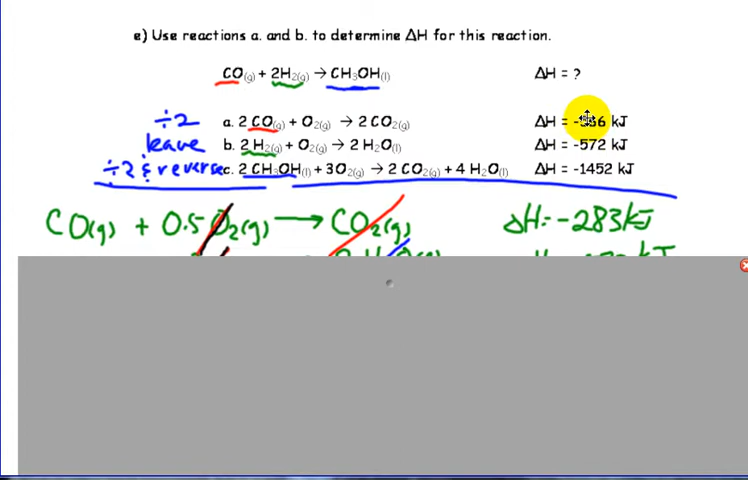 e) Use reactions a. and b. to determine ΔH for this reaction.
CO(g) + 2H2(g) → CH3OH(l) ΔH = ?
÷2 a. 2 CO(g) + O2(g) → 2 CO2(g) ΔH = -566 kJ
leave b. 2 H2(g) + O2(g) → 2 H2O(l) ΔH = -572 kJ
÷2 & reverse c. 2 CH3OH(l) + 3O2(g) → 2 CO2(g) + 4 H2O(l) ΔH = -1452 kJ
CO(g) + 0.5 O2(g) → CO2(g) ΔH = -283 kJ